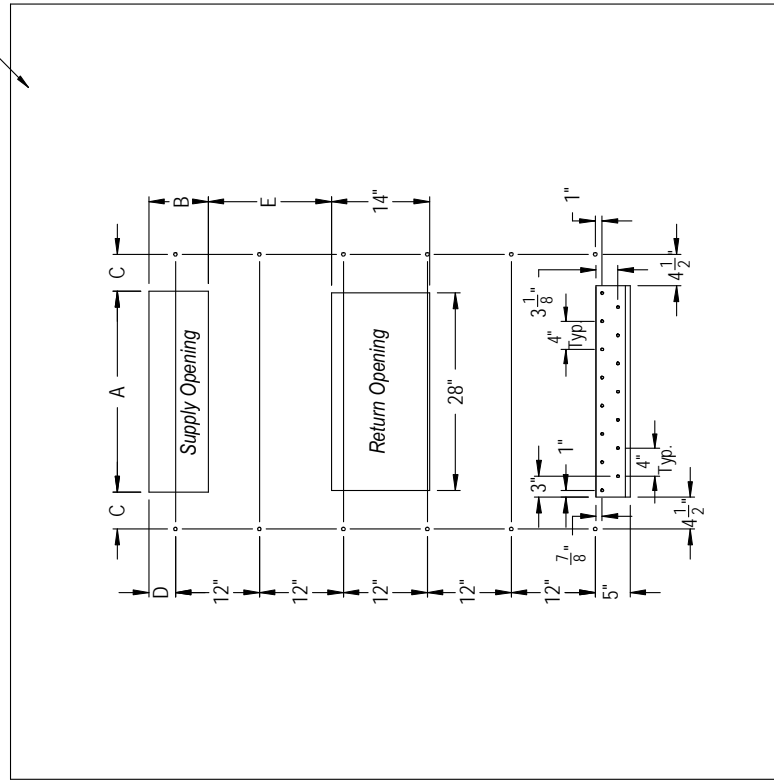 C
A
C
B
E
14"
D
12"
12"
12"
12"
12"
5"
Supply Opening
Return Opening
28"
1"
4 1/2"
3 1/8"
4"
Typ.
1"
3"
4"
Typ.
7/8"
4 1/2"